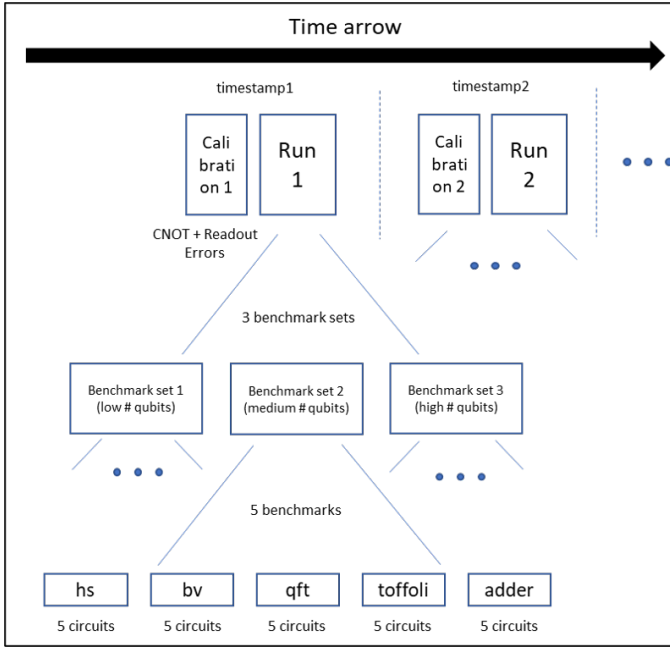 Time arrow
timestamp1
timestamp2
Cali
brati
on 1
Run
1
Cali
brati
on 2
Run
2
CNOT + Readout
Errors
3 benchmark sets
Benchmark set 1
(low # qubits)
Benchmark set 2
(medium # qubits)
Benchmark set 3
(high # qubits)
5 benchmarks
hs
bv
qft
toffoli
adder
5 circuits
5 circuits
5 circuits
5 circuits
5 circuits